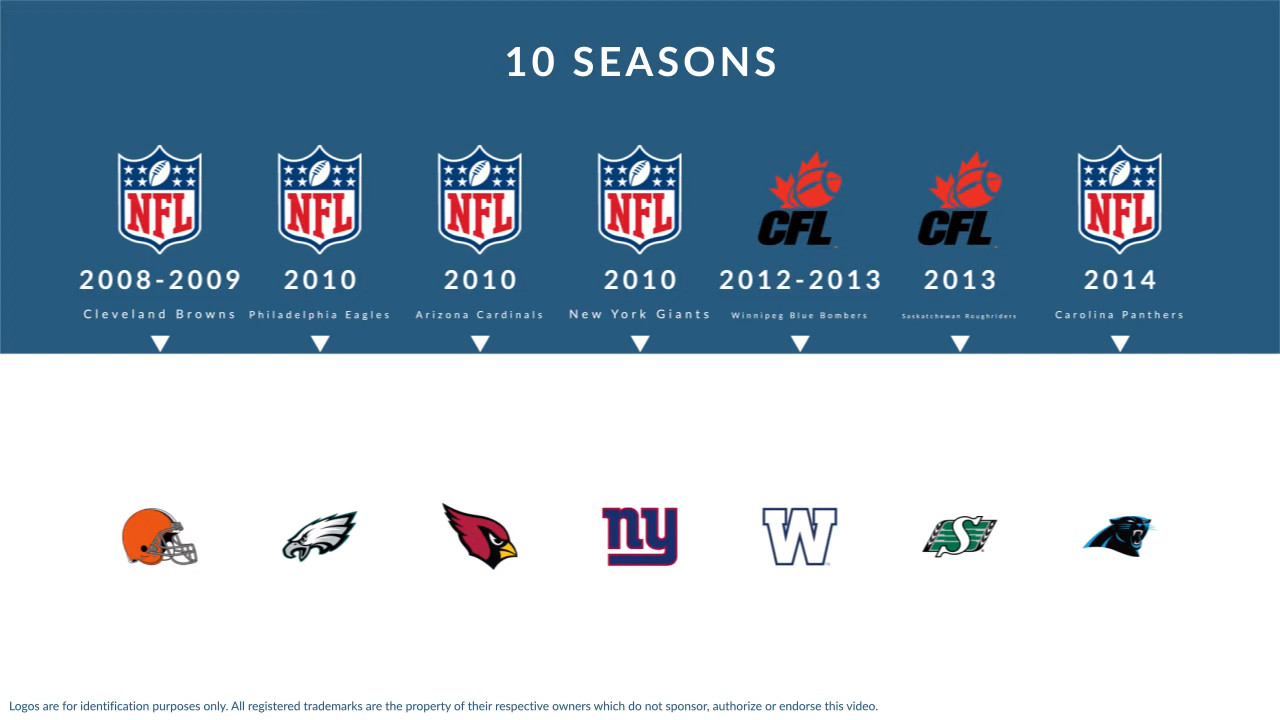 10 SEASONS
NFL NFL NFL NFL CFL CFL NFL
2008-2009 2010 2010 2010 2012-2013 2013 2014
Cleveland Browns Philadelphia Eagles Arizona Cardinals New York Giants Winnipeg Blue Bombers Saskatchewan Roughriders Carolina Panthers
ny W S
Logos are for identification purposes only. All registered trademarks are the property of their respective owners which do not sponsor, authorize or endorse this video.